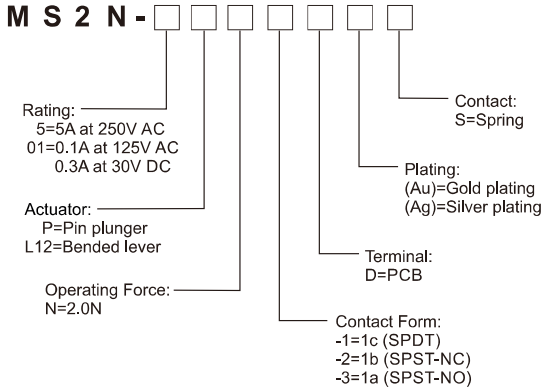 MS2N-□□□□□□□
Rating:
5=5A at 250V AC
01=0.1A at 125V AC
0.3A at 30V DC
Actuator:
P=Pin plunger
L12=Bended lever
Operating Force:
N=2.0N
Contact:
S=Spring
Plating:
(Au)=Gold plating
(Ag)=Silver plating
Terminal:
D=PCB
Contact Form:
-1=1c (SPDT)
-2=1b (SPST-NC)
-3=1a (SPST-NO)